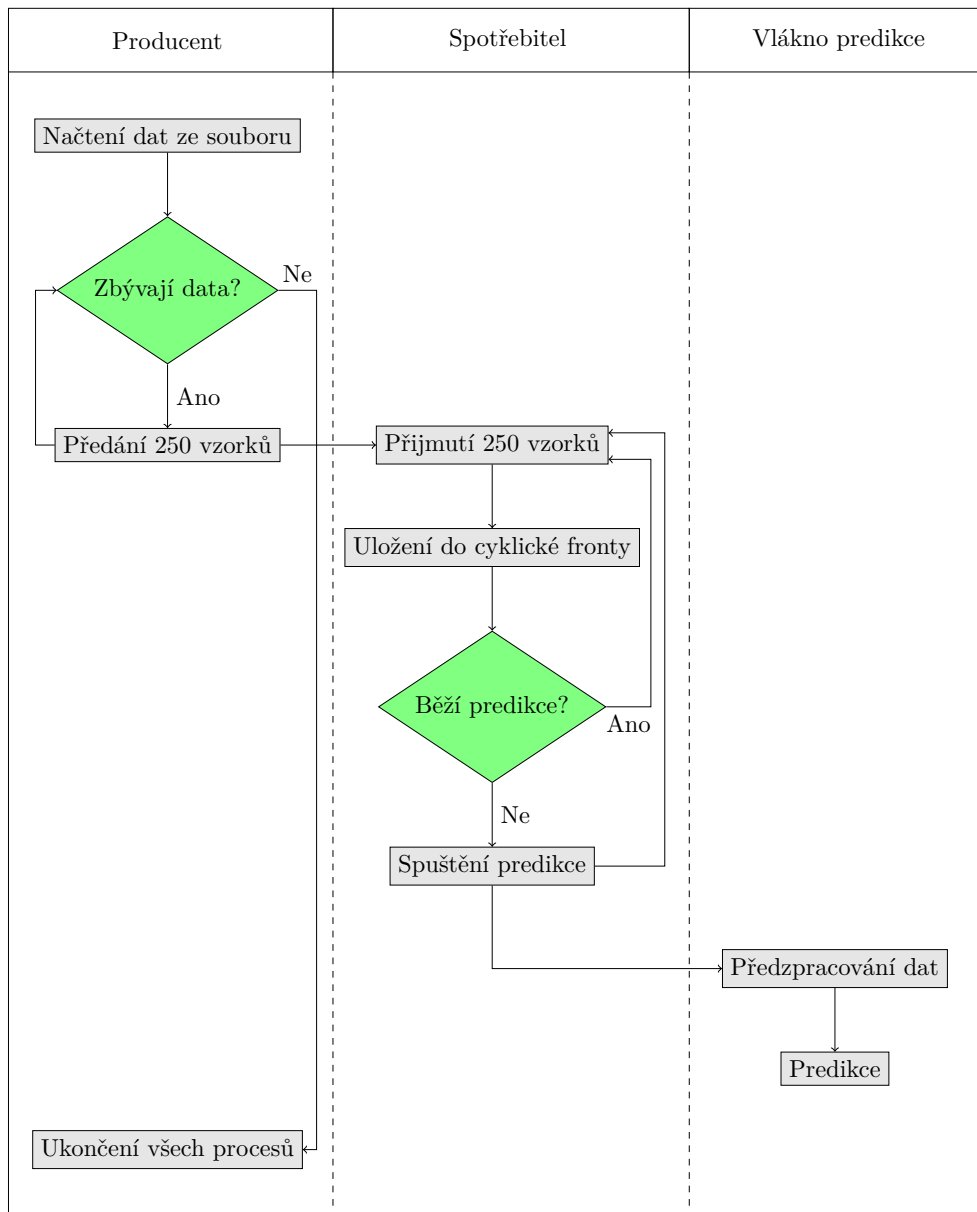 Producent
Spotřebitel
Vlákno predikce
Načtení dat ze souboru
Zbývají data?
Ne
Ano
Předání 250 vzorků
Přijmutí 250 vzorků
Uložení do cyklické fronty
Běží predikce?
Ano
Ne
Spuštění predikce
Předzpracování dat
Predikce
Ukončení všech procesů